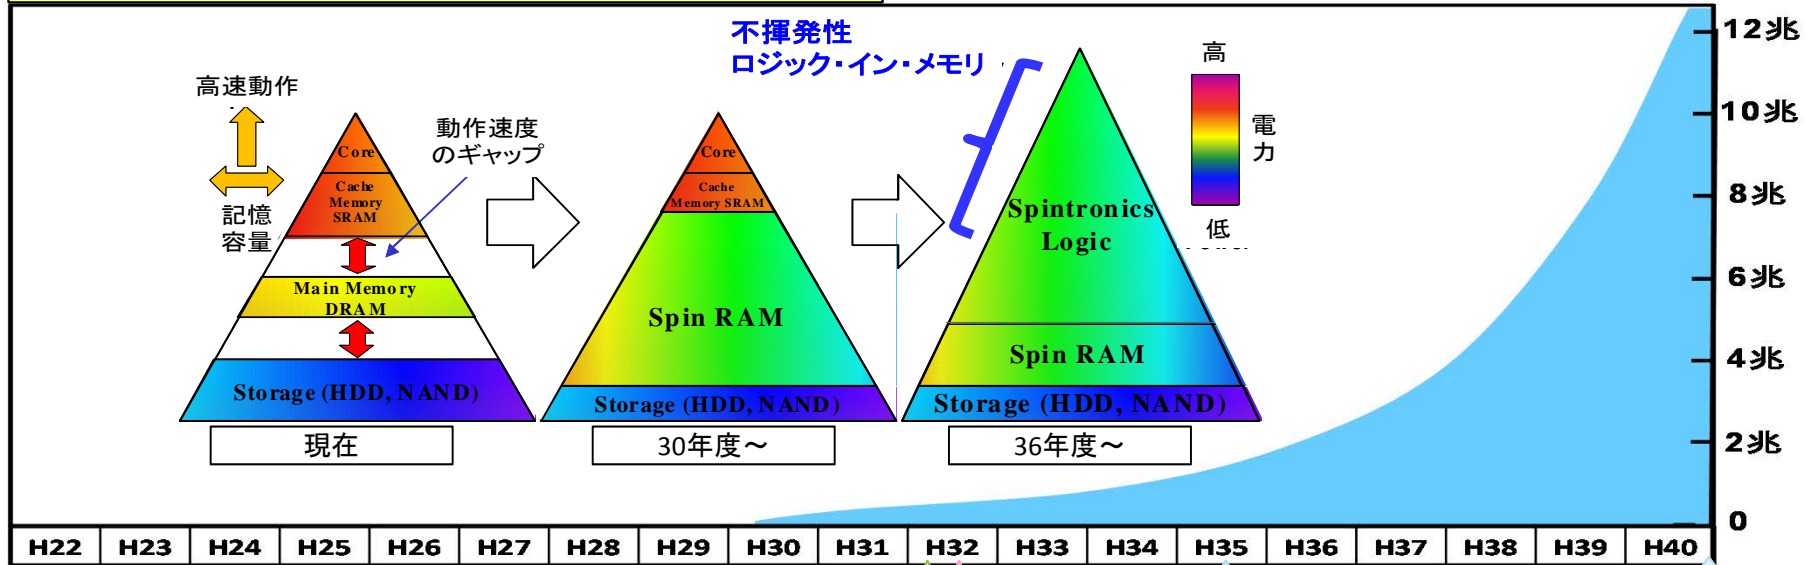 不揮発性
ロジック・イン・メモリ
高速動作
記憶
容量
動作速度
のギャップ
Core
Cache
Memory
SRAM
Main Memory
DRAM
Storage (HDD, NAND)
現在
Core
Cache
Memory SRAM
Spin RAM
Storage (HDD, NAND)
30年度～
Spintronics
Logic
Spin RAM
Storage (HDD, NAND)
36年度～
高
電
力
低
12兆
10兆
8兆
6兆
4兆
2兆
0
H22 H23 H24 H25 H26 H27 H28 H29 H30 H31 H32 H33 H34 H35 H36 H37 H38 H39 H40